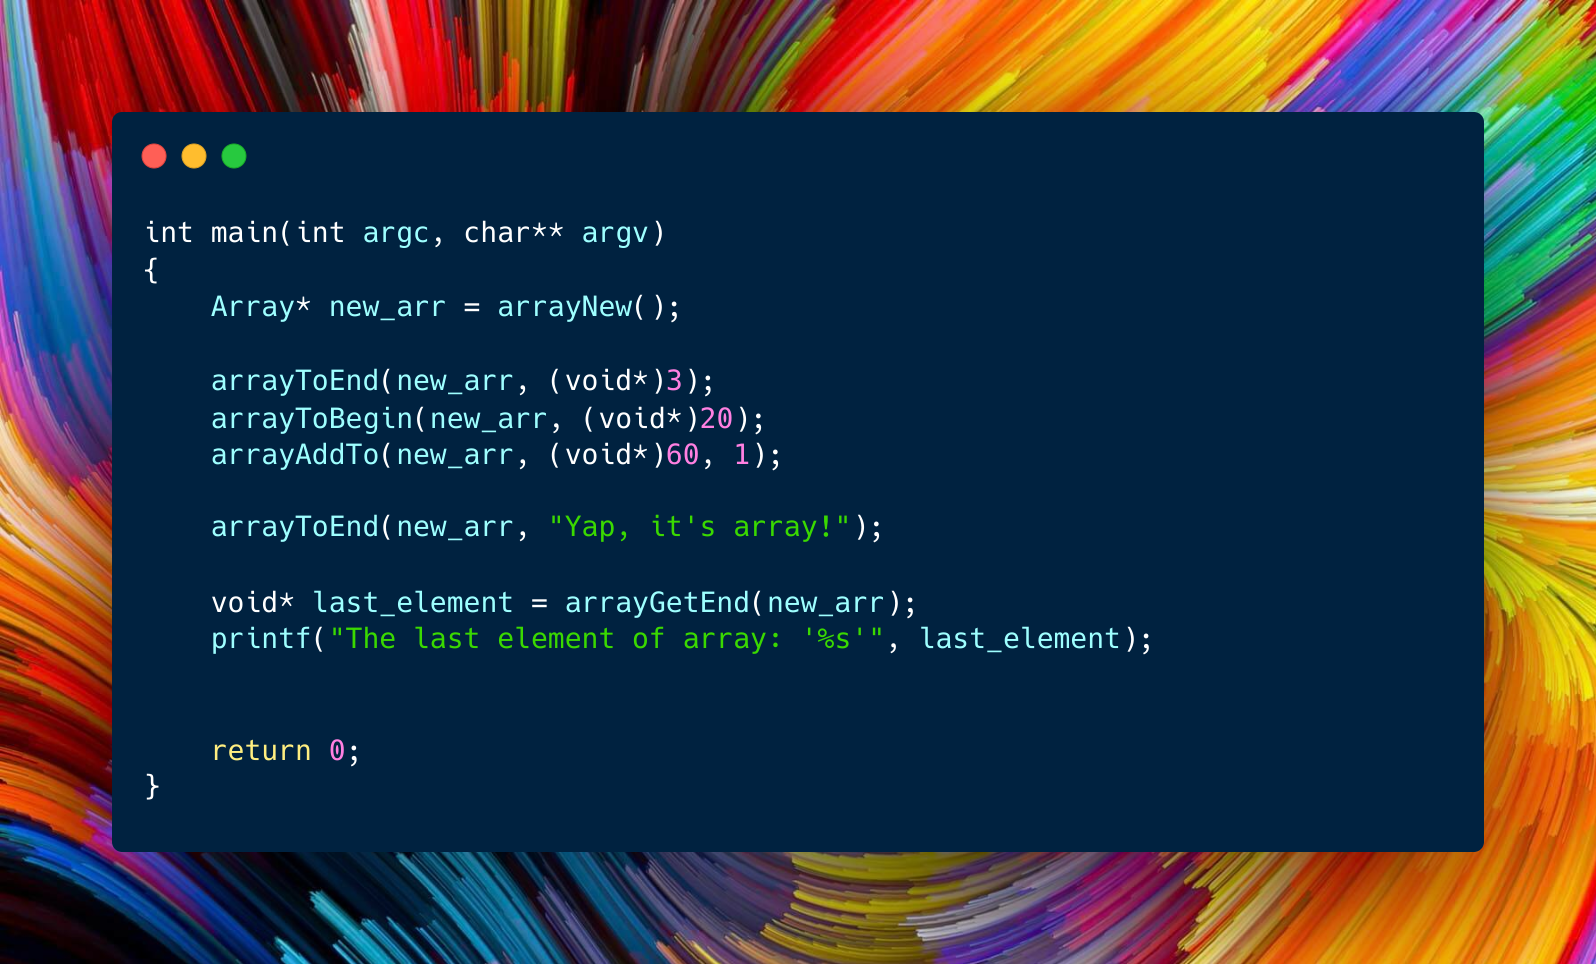 int main(int argc, char** argv)
{
    Array* new_arr = arrayNew();
    arrayToEnd(new_arr, (void*)3);
    arrayToBegin(new_arr, (void*)20);
    arrayAddTo(new_arr, (void*)60, 1);
    arrayToEnd(new_arr, "Yap, it's array!");
    void* last_element = arrayGetEnd(new_arr);
    printf("The last element of array: '%s'", last_element);
    return 0;
}